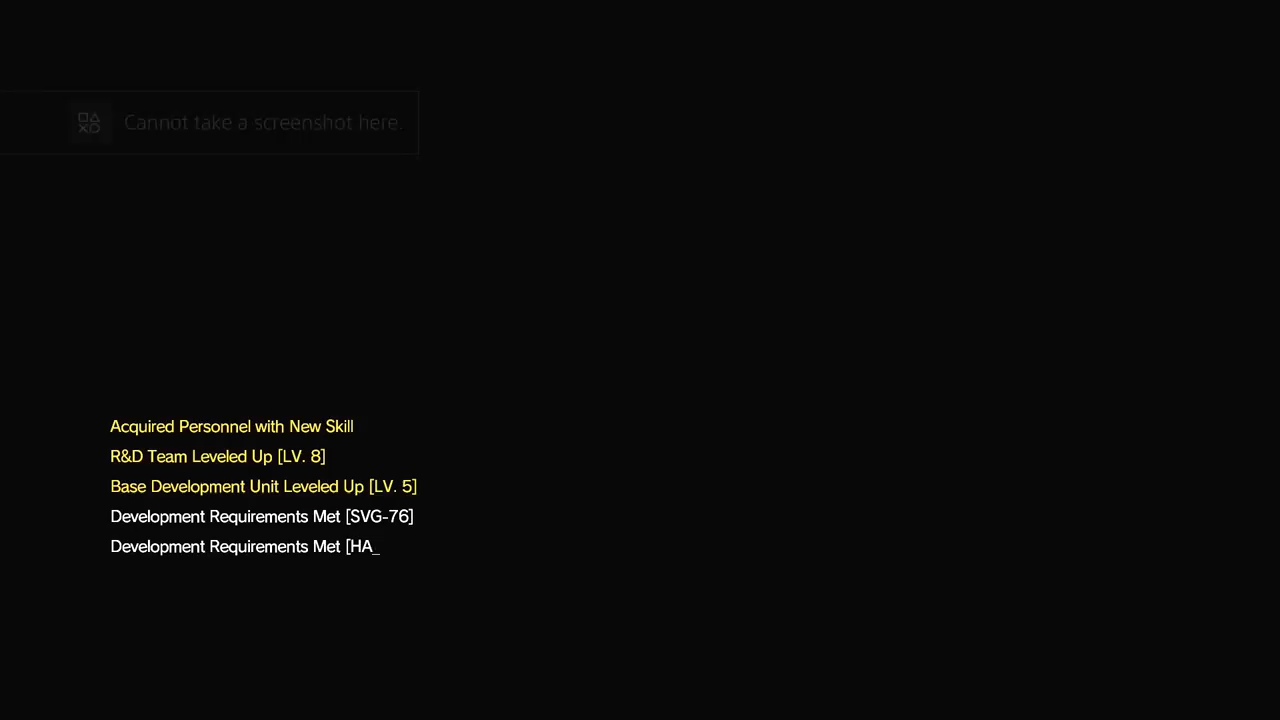 Cannot take a screenshot here.
Acquired Personnel with New Skill
R&D Team Leveled Up [LV. 8]
Base Development Unit Leveled Up [LV. 5]
Development Requirements Met [SVG-76]
Development Requirements Met [HA_